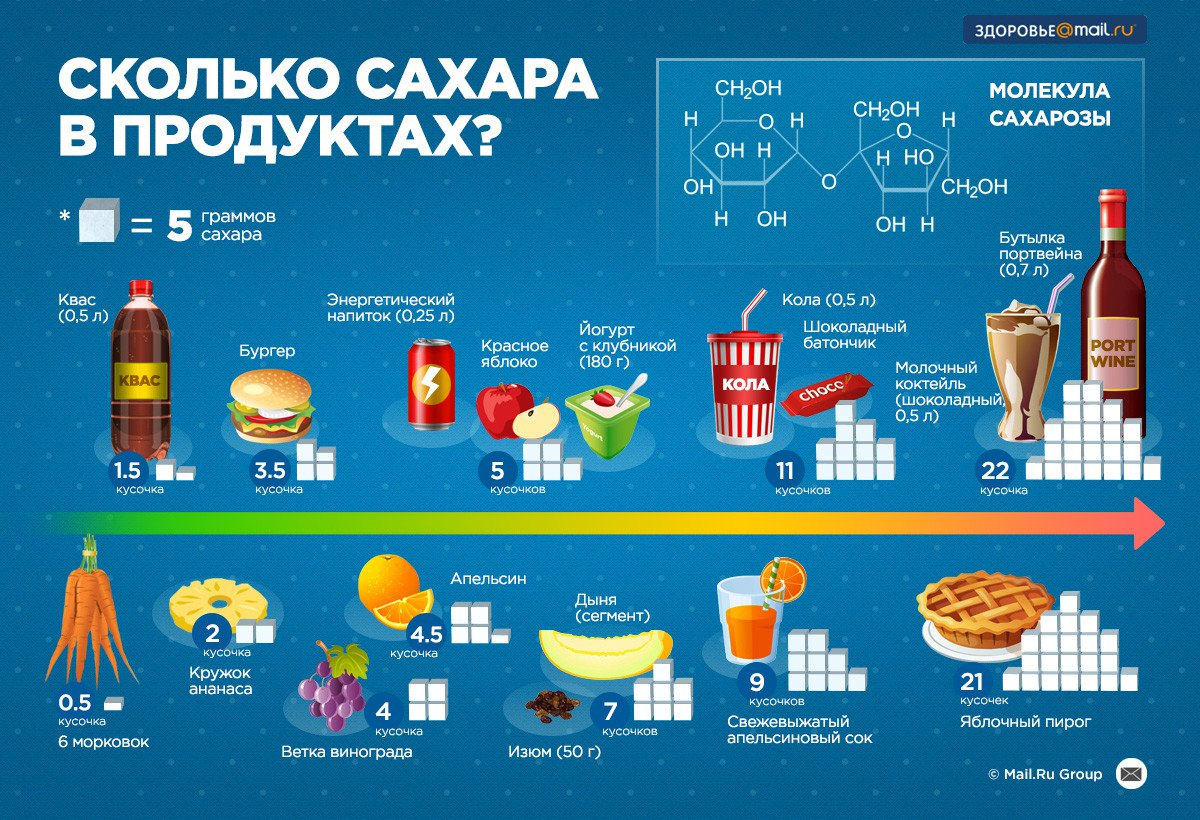 ЗДОРОВЬЕ@mail.ru
СКОЛЬКО САХАРА
В ПРОДУКТАХ?
* = 5 граммов
сахара
МОЛЕКУЛА
САХАРОЗЫ
CH₂OH
H
O
H
OH
H
OH
H
OH
O
CH₂OH
O
H
H
HO
CH₂OH
OH
H
Квас
(0,5 л)
КВАС
1.5
кусочка
Бургер
3.5
кусочка
Энергетический
напиток (0,25 л)
Красное
яблоко
Йогурт
с клубникой
(180 г)
Yogurt
5
кусочков
Кола (0,5 л)
КОЛА
Шоколадный
батончик
choco
11
кусочков
Молочный
коктейль
(шоколадный,
0,5 л)
Бутылка
портвейна
(0,7 л)
PORT
WINE
22
кусочка
0.5
кусочка
6 морковок
2
кусочка
Кружок
ананаса
Ветка винограда
4
кусочка
Апельсин
4.5
кусочка
Дыня
(сегмент)
Изюм (50 г)
7
кусочков
9
кусочков
Свежевыжатый
апельсиновый сок
21
кусочек
Яблочный пирог
© Mail.Ru Group